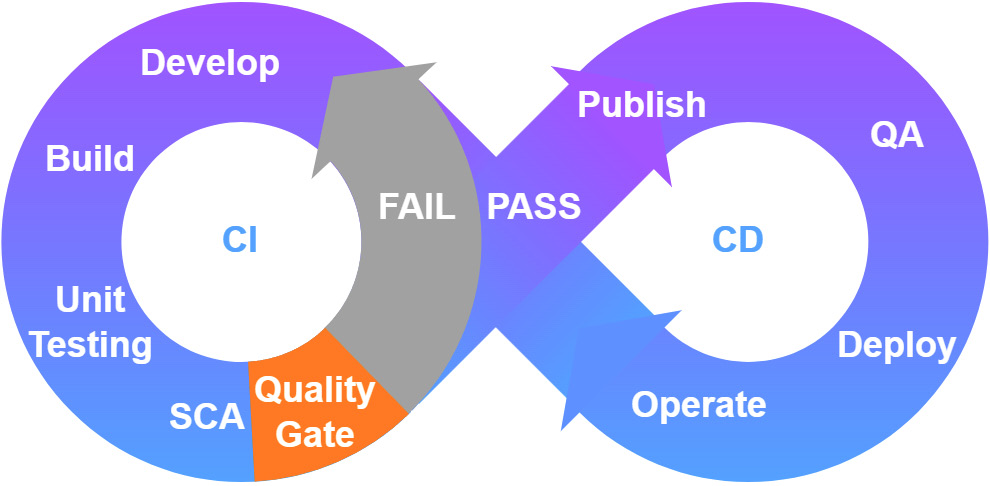 Develop
Build
CI
Unit
Testing
SCA
Quality
Gate
FAIL
PASS
Publish
QA
CD
Deploy
Operate